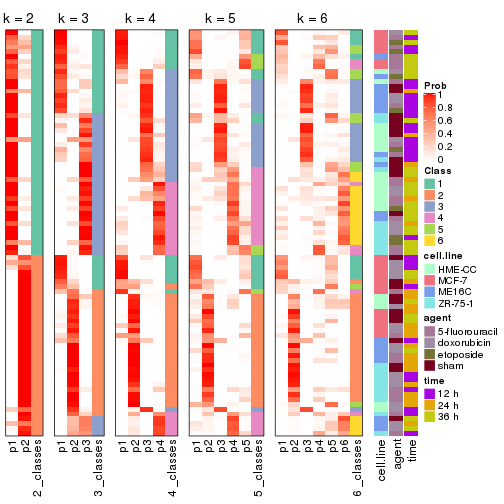 k = 2
k = 3
k = 4
k = 5
k = 6
p1
p2
2_classes
p1
p2
p3
3_classes
p1
p2
p3
p4
4_classes
p1
p2
p3
p4
p5
5_classes
p1
p2
p3
p4
p5
p6
6_classes
cell.line
agent
time
Prob
1
0.8
0.6
0.4
0.2
0
Class
1
2
3
4
5
6
cell.line
HME-CC
MCF-7
ME16C
ZR-75-1
agent
5-fluorouracil
doxorubicin
etoposide
sham
time
12 h
24 h
36 h